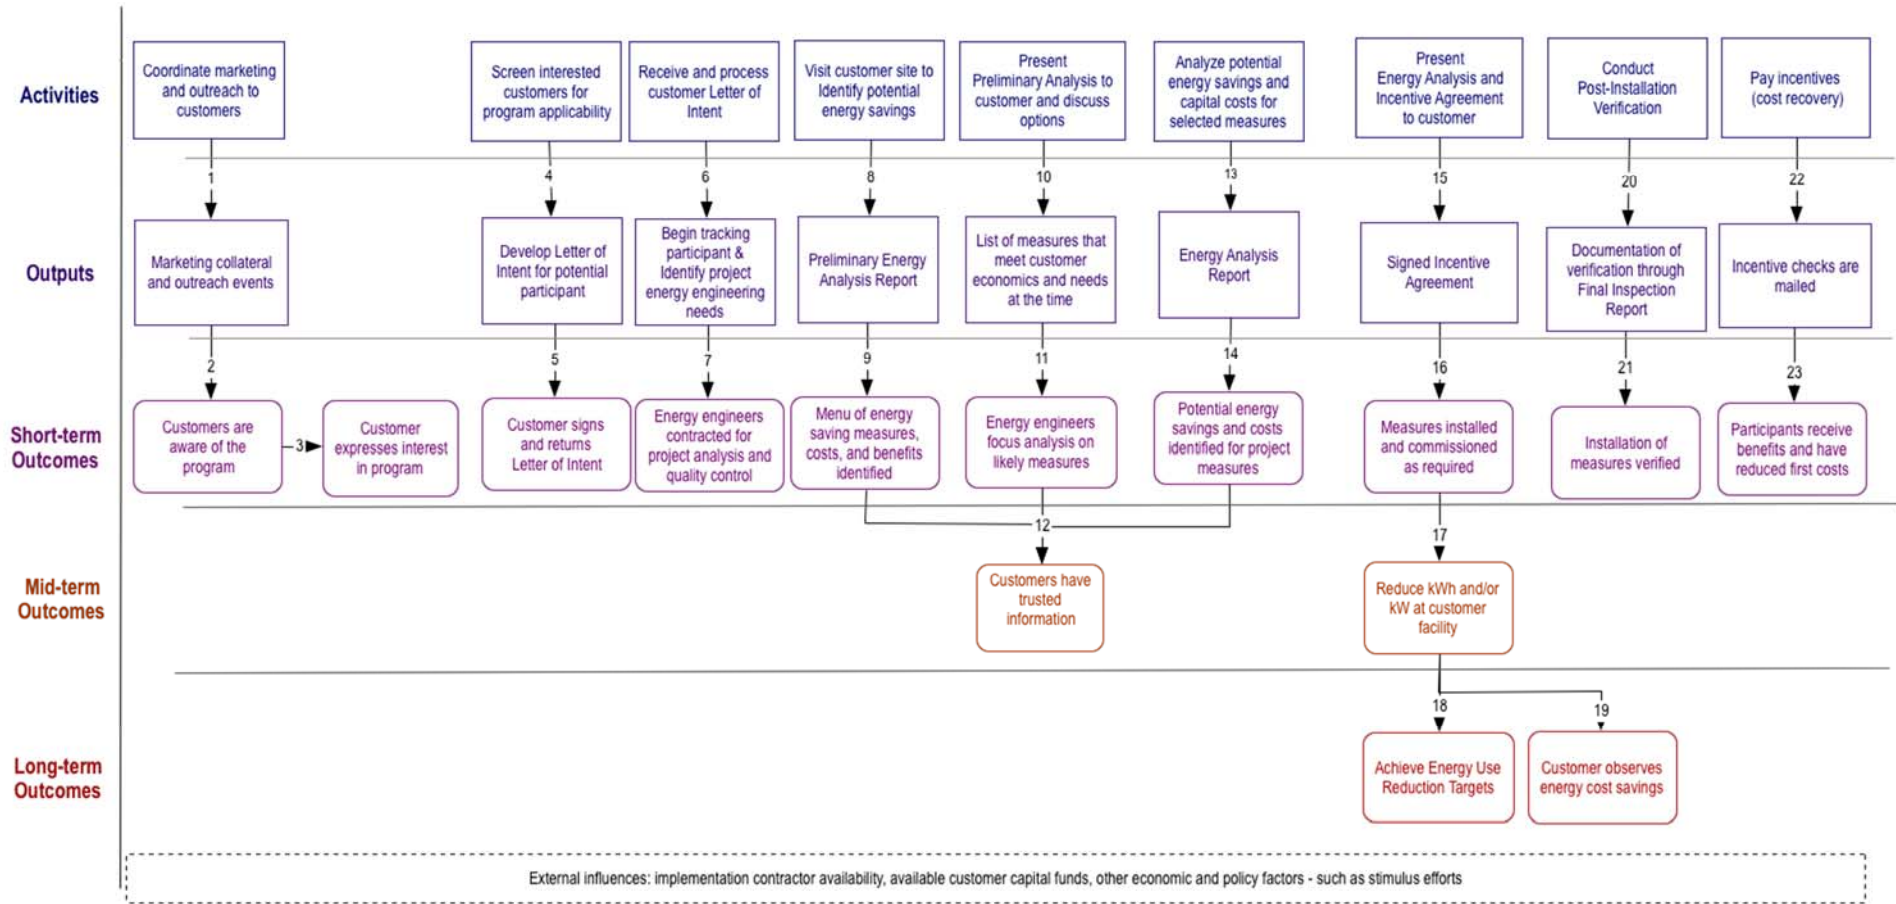 Activities
Coordinate marketing
and outreach to
customers
Screen interested
customers for
program applicability
Receive and process
customer Letter of
Intent
Visit customer site to
Identify potential
energy savings
Present
Preliminary Analysis to
customer and discuss
options
Analyze potential
energy savings and
capital costs for
selected measures
Present
Energy Analysis and
Incentive Agreement
to customer
Conduct
Post-Installation
Verification
Pay incentives
(cost recovery)
1
4
6
8
10
13
15
20
22
Outputs
Marketing collateral
and outreach events
Develop Letter of
Intent for potential
participant
Begin tracking
participant &
Identify project
energy engineering
needs
Preliminary Energy
Analysis Report
List of measures that
meet customer
economics and needs
at the time
Energy Analysis
Report
Signed Incentive
Agreement
Documentation of
verification through
Final Inspection
Report
Incentive checks are
mailed
2
5
7
9
11
14
16
21
23
Short-term
Outcomes
Customers are
aware of the
program
3
Customer
expresses interest
in program
Customer signs
and returns
Letter of Intent
Energy engineers
contracted for
project analysis and
quality control
Menu of energy
saving measures,
costs, and benefits
identified
Energy engineers
focus analysis on
likely measures
Potential energy
savings and costs
identified for project
measures
Measures installed
and commissioned
as required
Installation of
measures verified
Participants receive
benefits and have
reduced first costs
12
17
Mid-term
Outcomes
Customers have
trusted
information
Reduce kWh and/or
kW at customer
facility
18
19
Long-term
Outcomes
Achieve Energy Use
Reduction Targets
Customer observes
energy cost savings
External influences: implementation contractor availability, available customer capital funds, other economic and policy factors - such as stimulus efforts